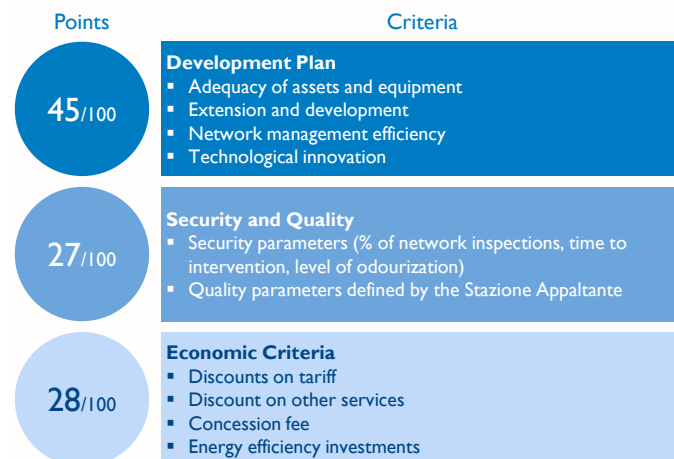 Points
Criteria
45/100
Development Plan
▪ Adequacy of assets and equipment
▪ Extension and development
▪ Network management efficiency
▪ Technological innovation
27/100
Security and Quality
▪ Security parameters (% of network inspections, time to
intervention, level of odourization)
▪ Quality parameters defined by the Stazione Appaltante
28/100
Economic Criteria
▪ Discounts on tariff
▪ Discount on other services
▪ Concession fee
▪ Energy efficiency investments